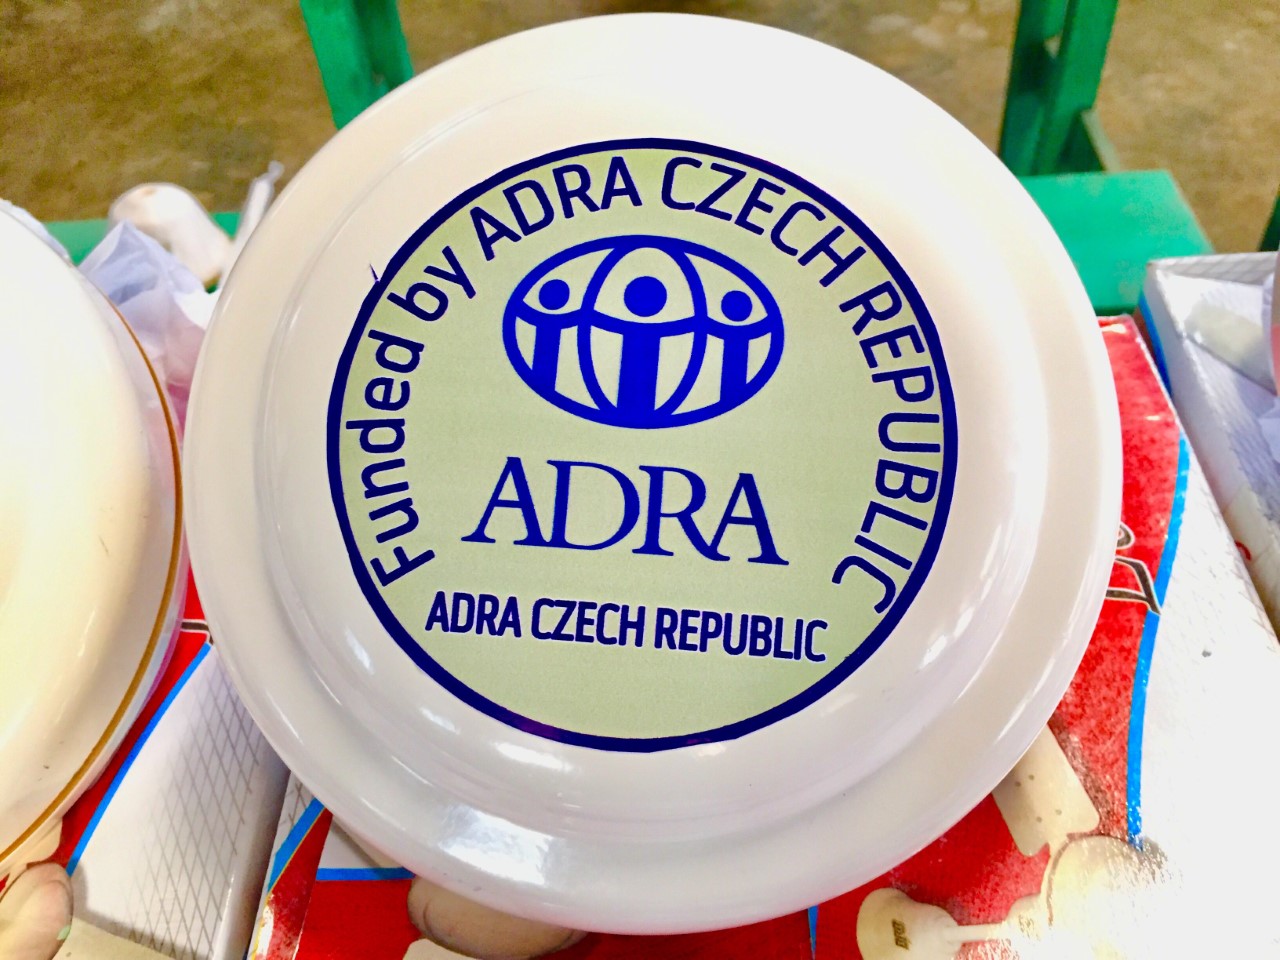 Funded by ADRA CZECH REPUBLIC
ADRA
ADRA CZECH REPUBLIC